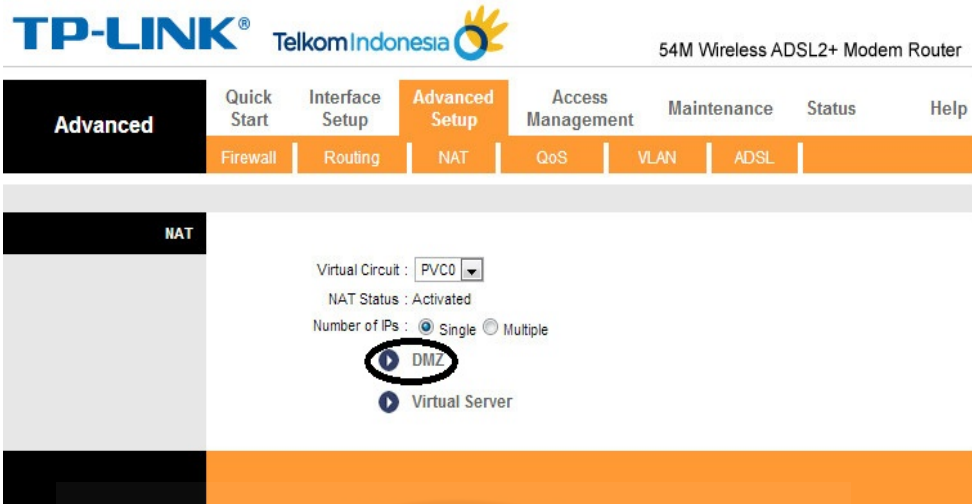 TP-LINK®
Telkom Indonesia
54M Wireless ADSL2+ Modem Router
Advanced
Quick Start
Interface Setup
Advanced Setup
Access Management
Maintenance
Status
Help
Firewall
Routing
NAT
QoS
VLAN
ADSL
NAT
Virtual Circuit : PVC0
NAT Status : Activated
Number of IPs : Single Multiple
DMZ
Virtual Server